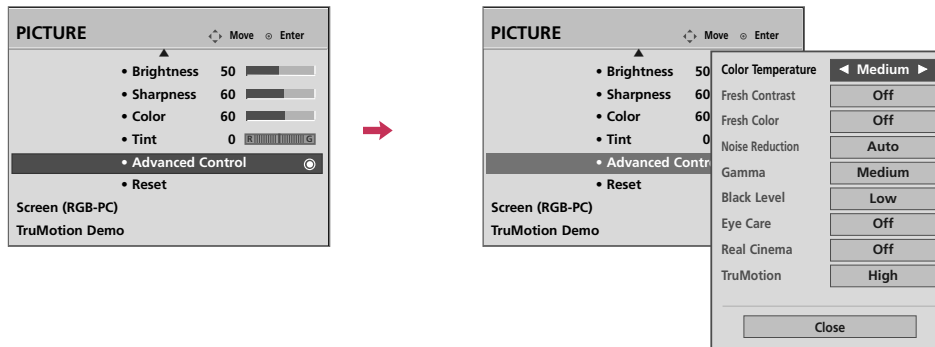 PICTURE
Move Enter
• Brightness 50
• Sharpness 60
• Color 60
• Tint 0 R G
• Advanced Control
• Reset
Screen (RGB-PC)
TruMotion Demo
PICTURE
Move Enter
• Brightness 50
• Sharpness 60
• Color 60
• Tint 0
• Advanced Contr
• Reset
Screen (RGB-PC)
TruMotion Demo
Color Temperature ◀ Medium ▶
Fresh Contrast Off
Fresh Color Off
Noise Reduction Auto
Gamma Medium
Black Level Low
Eye Care Off
Real Cinema Off
TruMotion High
Close